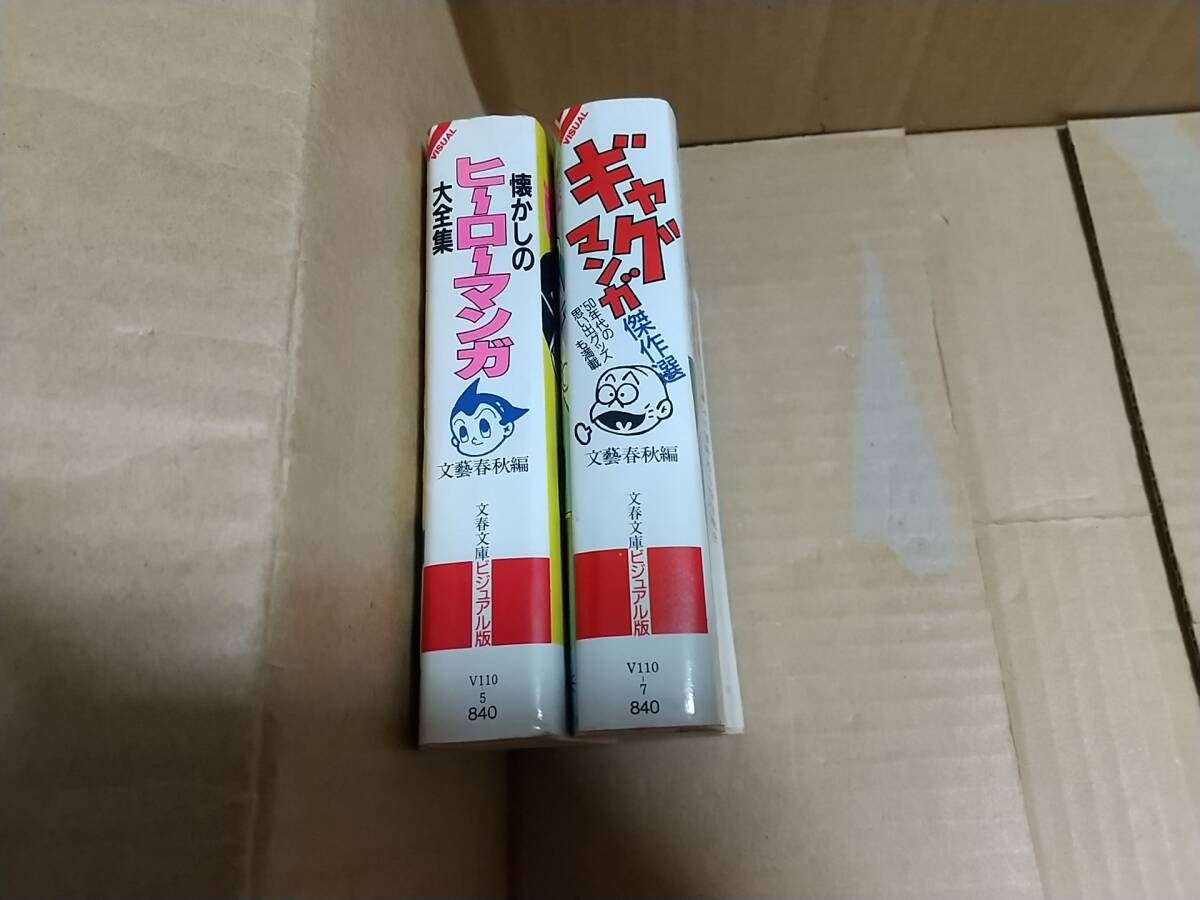 VISUAL
懐かしの
ヒーローマンガ
大全集
文藝春秋編
文春文庫ビジュアル版
V110
-
5
840
VISUAL
ギャグ
マンガ
傑作選
'50年代の
思い出グッズ
も満載
文藝春秋編
文春文庫ビジュアル版
V110
-
7
840